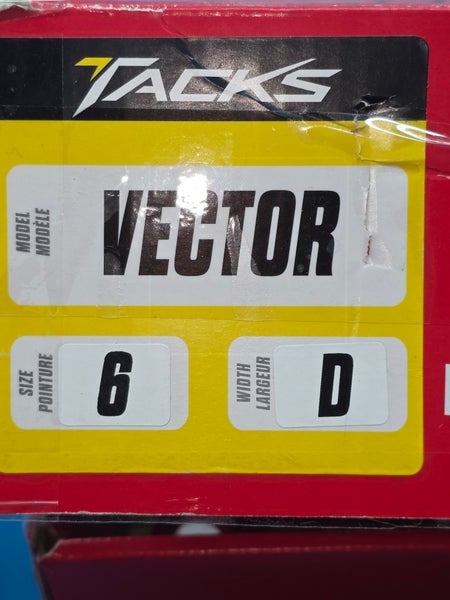 TACKS
MODEL
MODÈLE
VECTOR
SIZE
POINTURE
6
WIDTH
LARGEUR
D